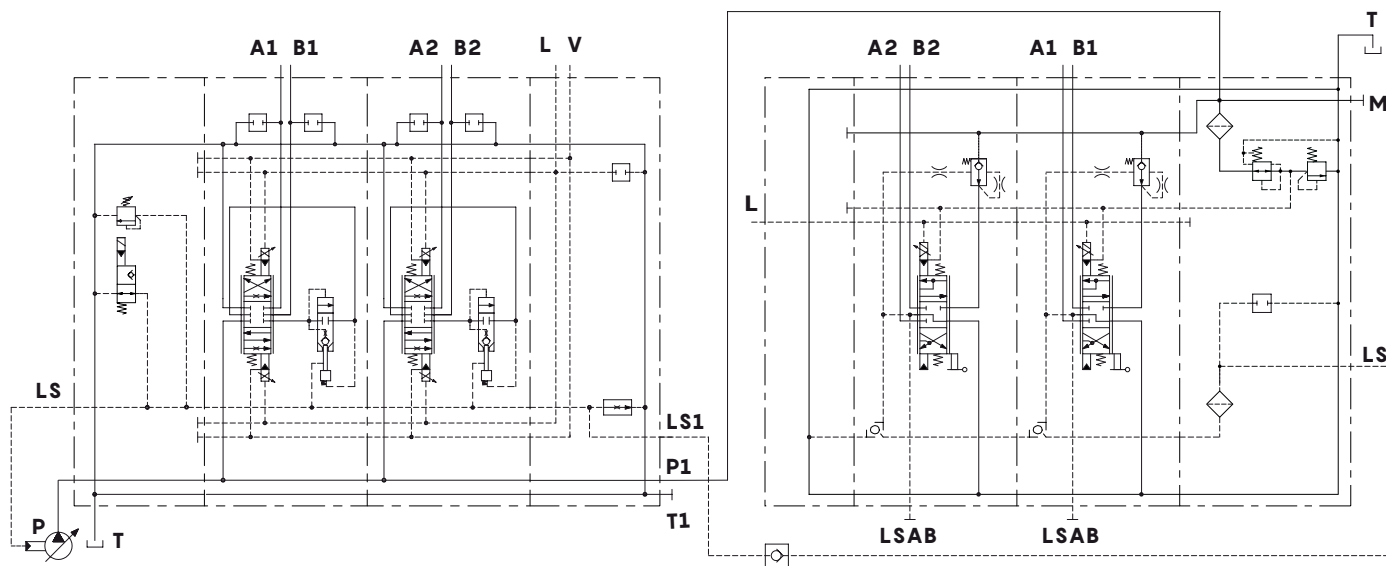 T
A1 B1 A2 B2 L V A2 B2 A1 B1
M
L
LS
LS
LS1
P1
P
T1
T LSAB LSAB